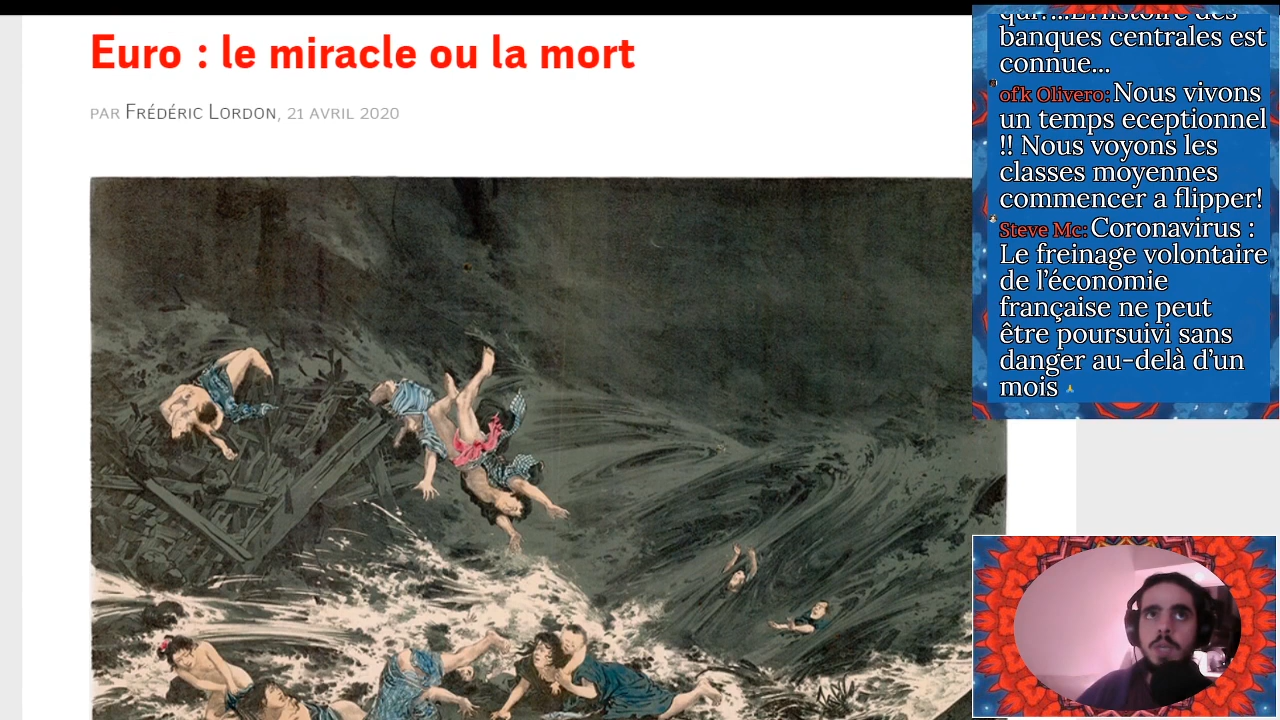 Euro : le miracle ou la mort
PAR FRÉDÉRIC LORDON, 21 AVRIL 2020
banques centrales est
connue...
ofk Olivero: Nous vivons
un temps eceptionnel
!! Nous voyons les
classes moyennes
commencer a flipper!
Steve Mc: Coronavirus :
Le freinage volontaire
de l'économie
française ne peut
être poursuivi sans
danger au-delà d'un
mois